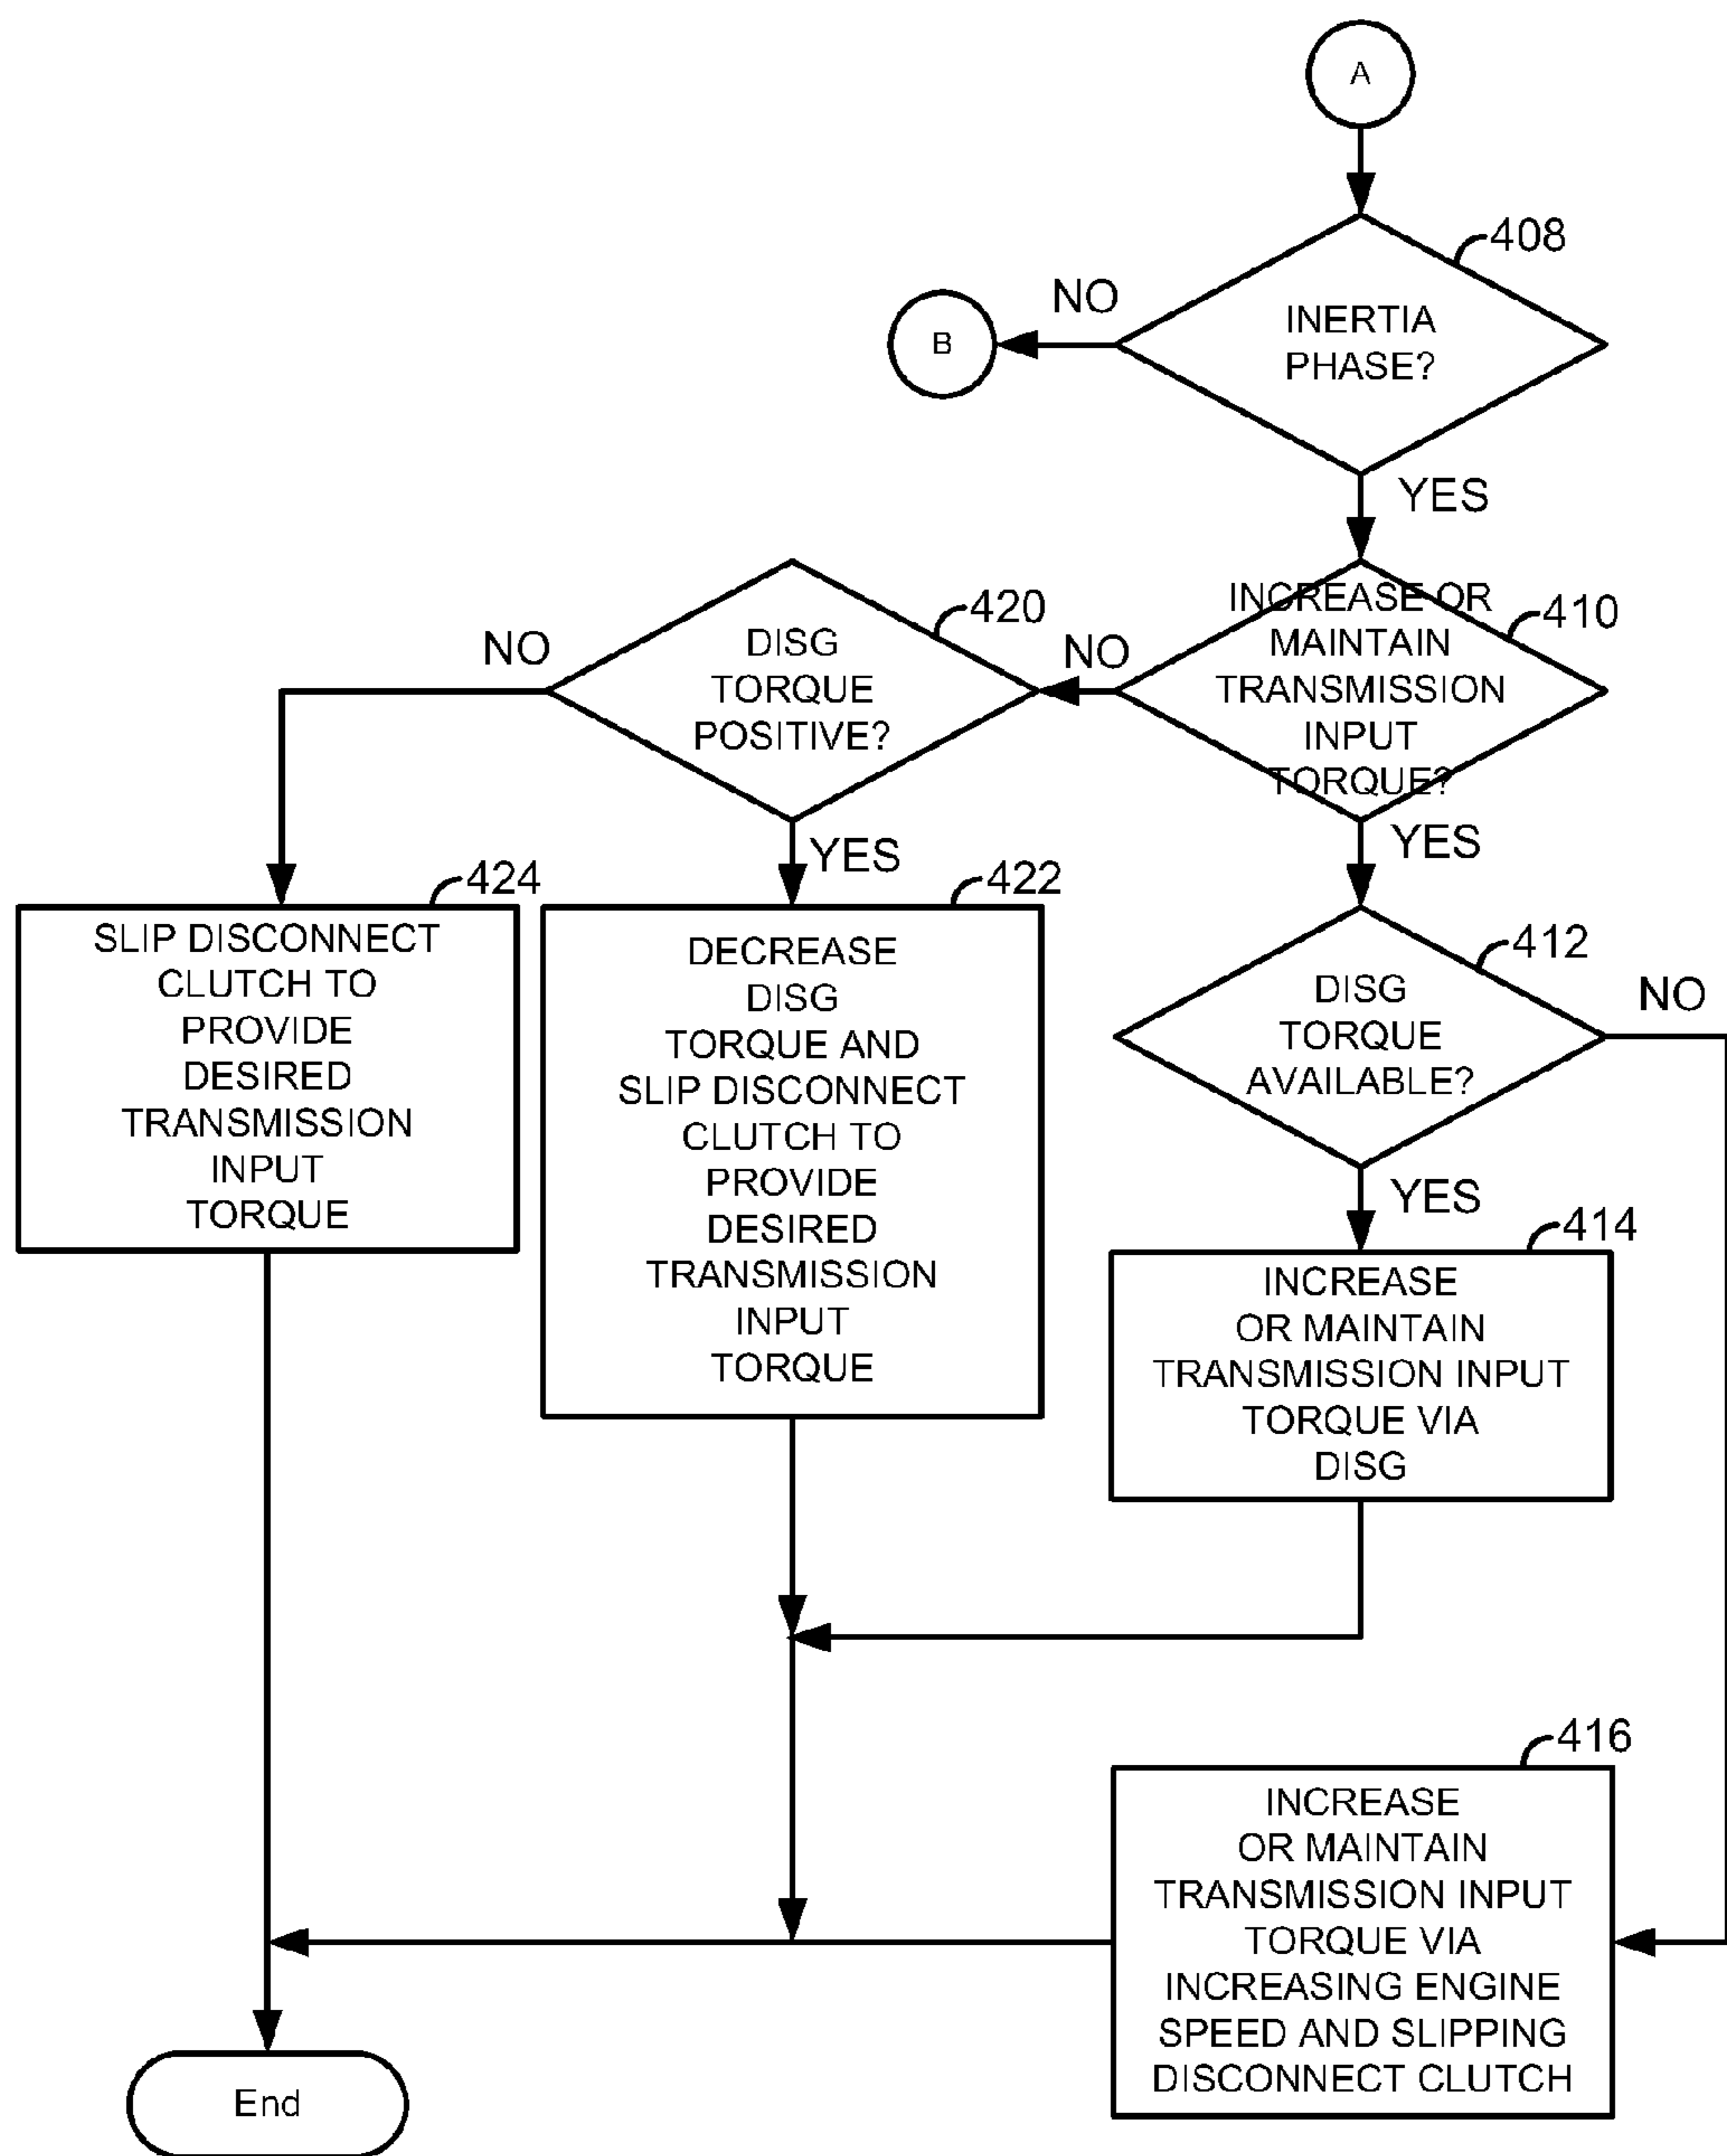 A
408
NO
B
INERTIA
PHASE?
YES
INCREASE OR
MAINTAIN
TRANSMISSION
INPUT
TORQUE?
410
NO
420
DISG
TORQUE
POSITIVE?
NO
YES
YES
424
SLIP DISCONNECT
CLUTCH TO
PROVIDE
DESIRED
TRANSMISSION
INPUT
TORQUE
422
DECREASE
DISG
TORQUE AND
SLIP DISCONNECT
CLUTCH TO
PROVIDE
DESIRED
TRANSMISSION
INPUT
TORQUE
412
DISG
TORQUE
AVAILABLE?
NO
YES
414
INCREASE
OR MAINTAIN
TRANSMISSION INPUT
TORQUE VIA
DISG
416
INCREASE
OR MAINTAIN
TRANSMISSION INPUT
TORQUE VIA
INCREASING ENGINE
SPEED AND SLIPPING
DISCONNECT CLUTCH
End